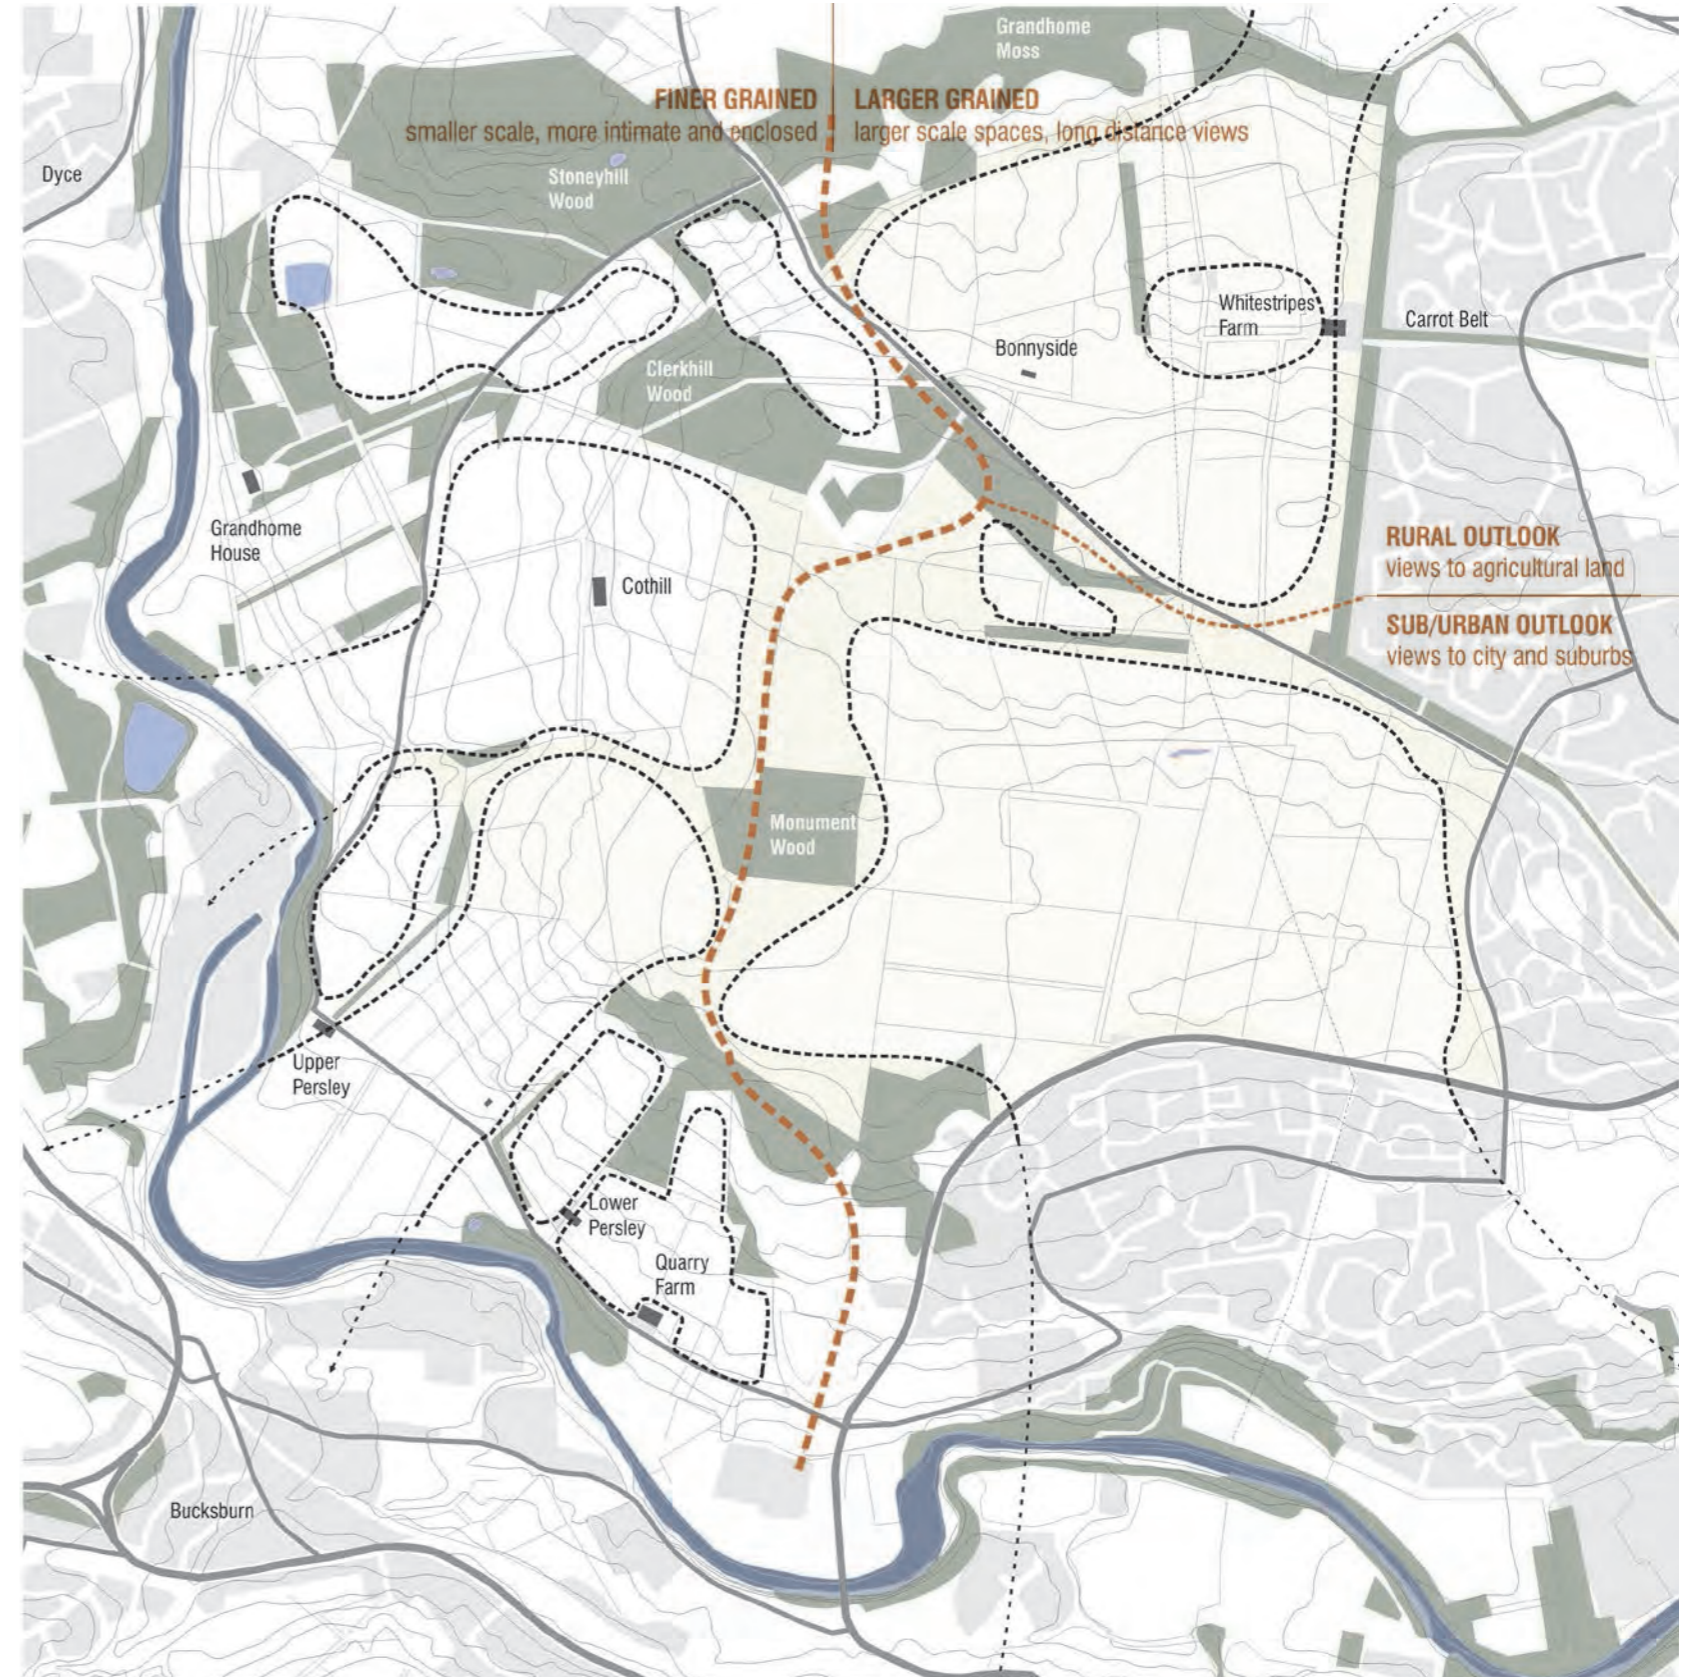 Grandhome
Moss
FINER GRAINED
smaller scale, more intimate and enclosed
LARGER GRAINED
larger scale spaces, long distance views
Dyce
Stoneyhill
Wood
Whitestripes
Farm
Carrot Belt
Bonnyside
Clerkhill
Wood
Grandhome
House
RURAL OUTLOOK
views to agricultural land
Cothill
SUB/URBAN OUTLOOK
views to city and suburbs
Monument
Wood
Upper
Persley
Lower
Persley
Quarry
Farm
Bucksburn